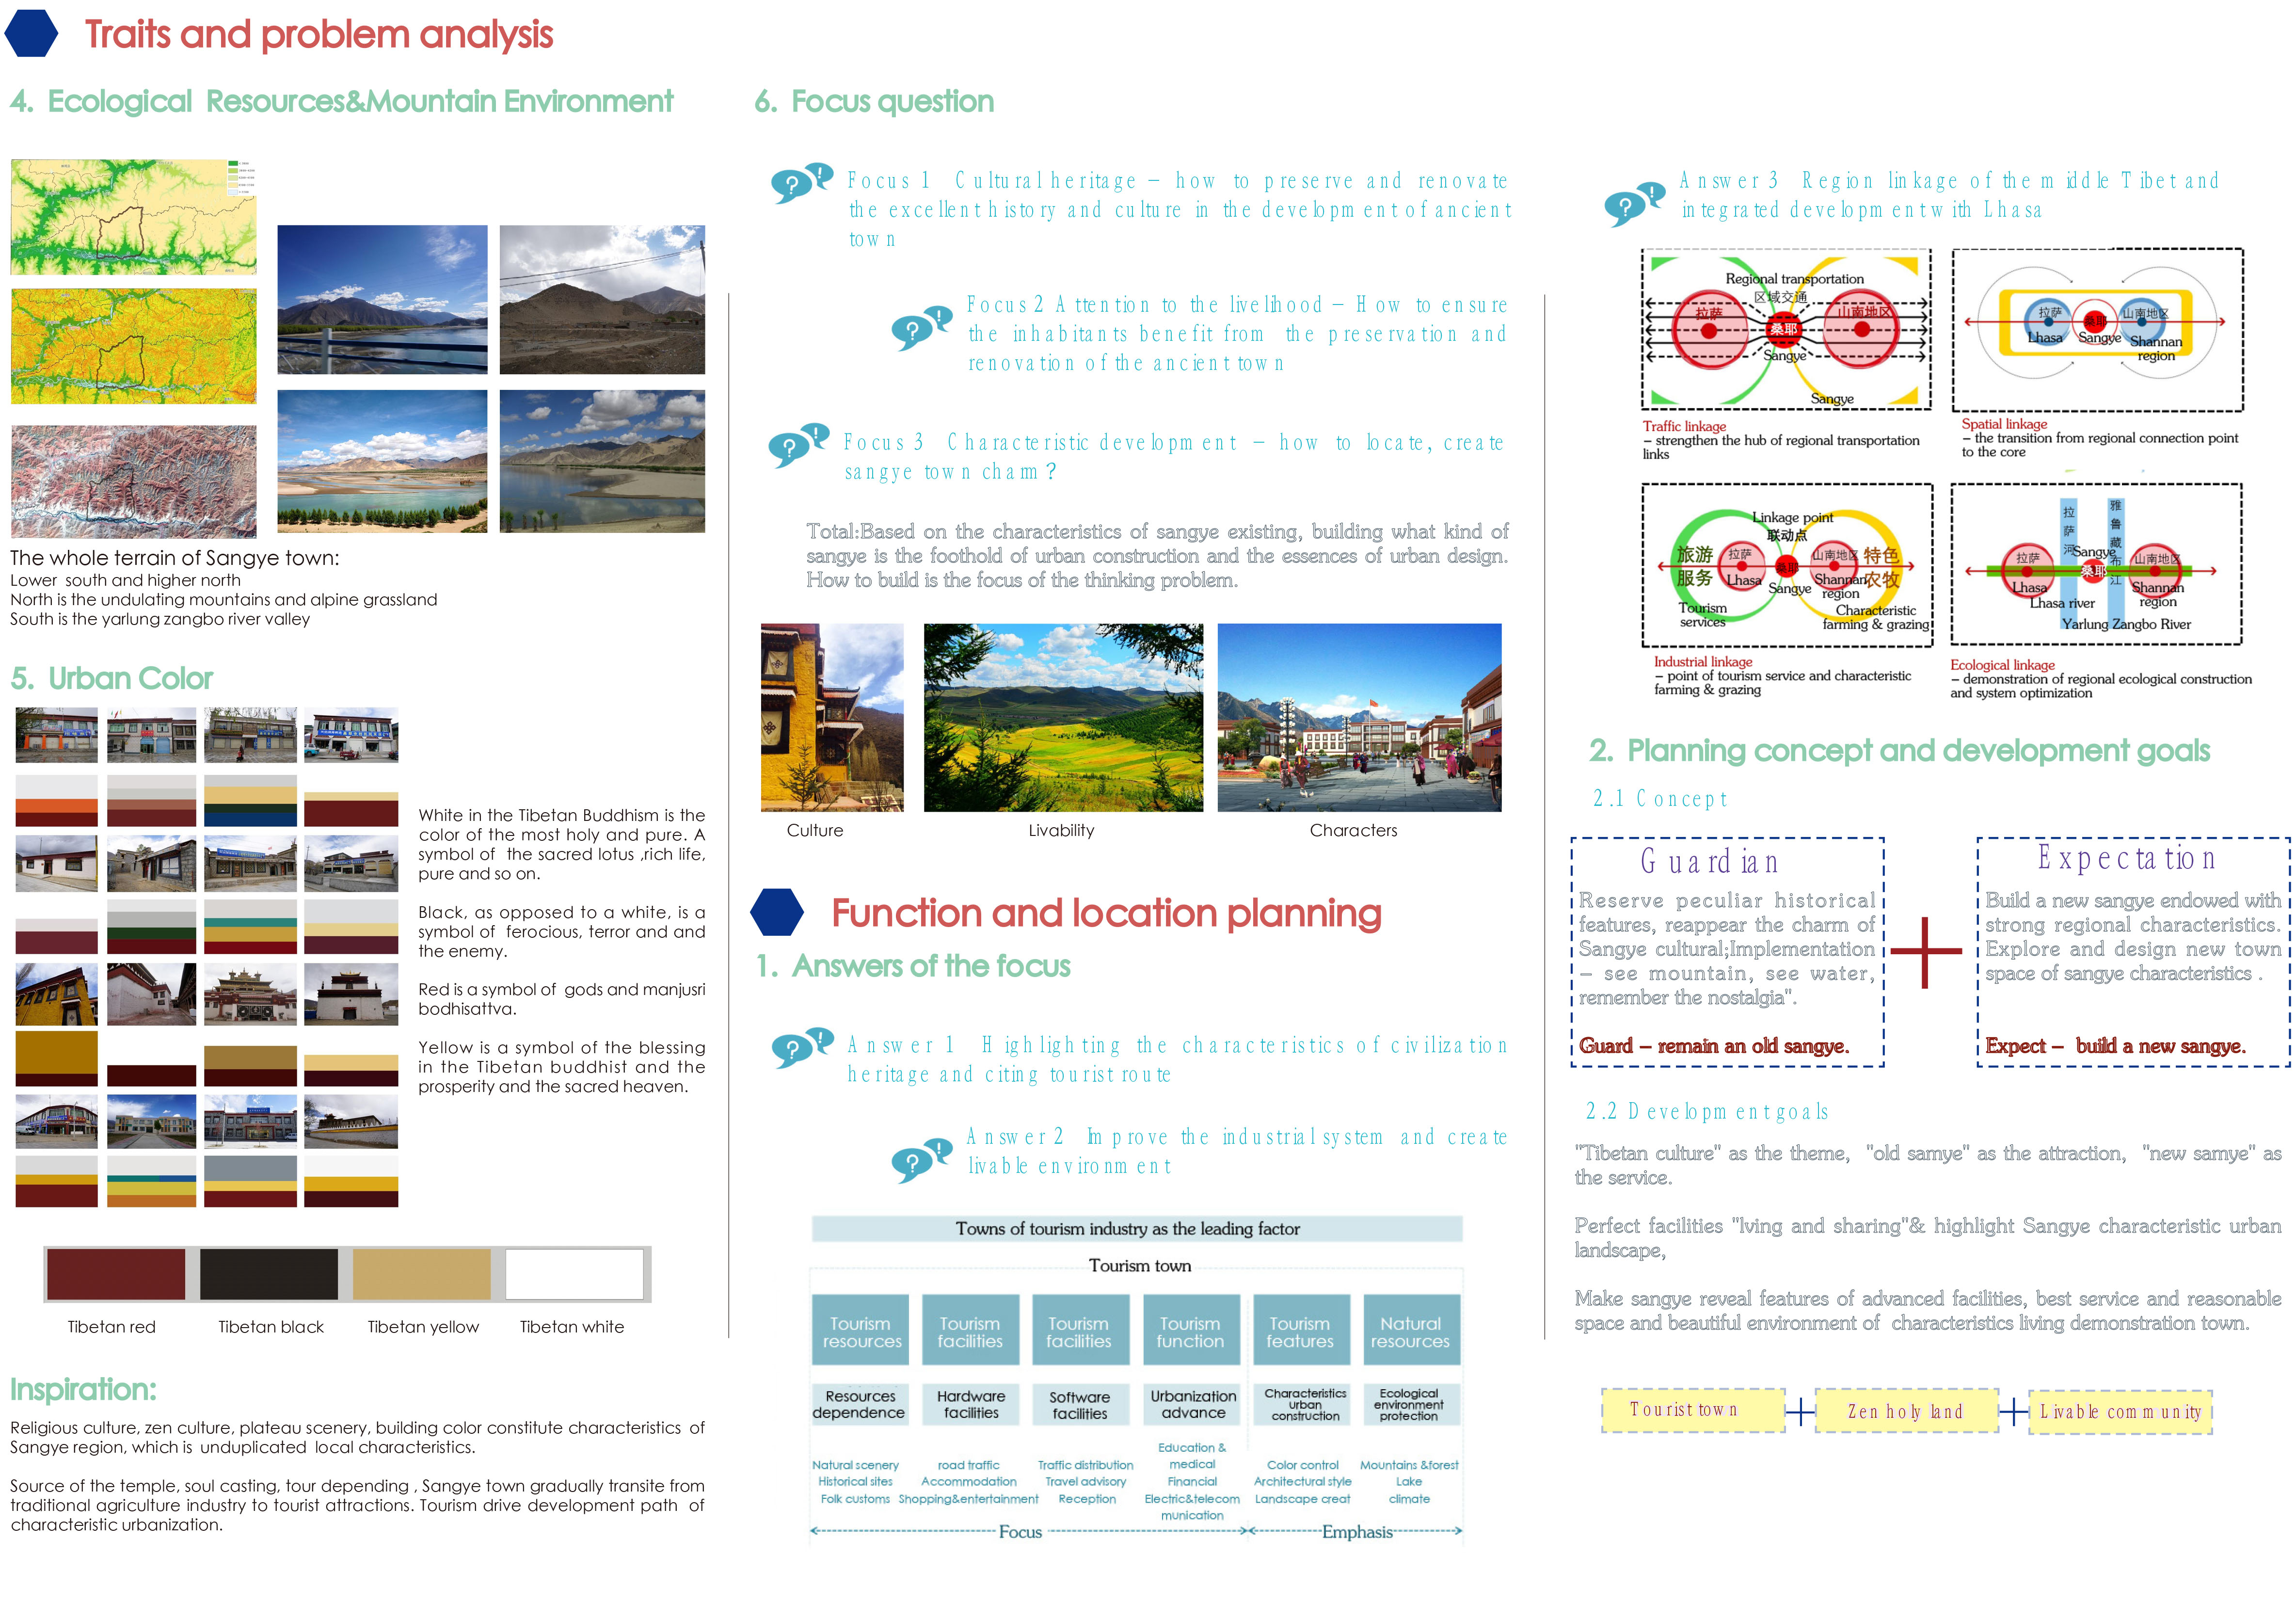 Traits and problem analysis
4. Ecological Resources&Mountain Environment
The whole terrain of Sangye town:
Lower south and higher north
North is the undulating mountains and alpine grassland
South is the yarlung zangbo river valley
5. Urban Color
White in the Tibetan Buddhism is the
color of the most holy and pure. A
symbol of the sacred lotus ,rich life,
pure and so on.
Black, as opposed to a white, is a
symbol of ferocious, terror and and
the enemy.
Red is a symbol of gods and manjusri
bodhisattva.
Yellow is a symbol of the blessing
in the Tibetan buddhist and the
prosperity and the sacred heaven.
Tibetan red
Tibetan black
Tibetan yellow
Tibetan white
Inspiration:
Religious culture, zen culture, plateau scenery, building color constitute characteristics of
Sangye region, which is unduplicated local characteristics.
Source of the temple, soul casting, tour depending , Sangye town gradually transite from
traditional agriculture industry to tourist attractions. Tourism drive development path of
characteristic urbanization.
6. Focus question
Focus 1 Cultural heritage – how to preserve and renovate
the excellent history and culture in the development of ancient
town
Focus 2 Attention to the livelihood – How to ensure
the inhabitants benefit from the preservation and
renovation of the ancient town
Focus 3 Characteristic development – how to locate, create
sangye town charm?
Total:Based on the characteristics of sangye existing, building what kind of
sangye is the foothold of urban construction and the essences of urban design.
How to build is the focus of the thinking problem.
Culture
Livability
Characters
Function and location planning
1. Answers of the focus
Answer 1 Highlighting the characteristics of civilization
heritage and citing tourist route
Answer 2 Improve the industrial system and create
livable environment
Towns of tourism industry as the leading factor
Tourism town
Tourism
resources
Tourism
facilities
Tourism
facilities
Tourism
function
Tourism
features
Natural
resources
Resources
dependence
Hardware
facilities
Software
facilities
Urbanization
advance
Characteristics
urban
construction
Ecological
environment
protection
Natural scenery
Historical sites
Folk customs
road traffic
Accommodation
Shopping&entertainment
Traffic distribution
Travel advisory
Reception
Education &
medical
Financial
Electric&telecom
munication
Color control
Architectural style
Landscape creat
Mountains &forest
Lake
climate
Focus
Emphasis
Answer 3 Region linkage of the middle Tibet and
integrated development with Lhasa
Regional transportation
区域交通
拉萨
桑耶
山南地区
Sangye
Sangye
Traffic linkage
– strengthen the hub of regional transportation
links
拉萨
桑耶
山南地区
Lhasa
Sangye
Shannan
region
Spatial linkage
– the transition from regional connection point
to the core
Linkage point
联动点
旅游
服务
拉萨
桑耶
山南地区
特色
农牧
Lhasa
Sangye
Shannan
region
Tourism
services
Characteristic
farming & grazing
Industrial linkage
– point of tourism service and characteristic
farming & grazing
拉萨河
雅鲁藏布江
拉萨
Sangye
桑耶
山南地区
Lhasa
Shannan
region
Lhasa river
Yarlung Zangbo River
Ecological linkage
– demonstration of regional ecological construction
and system optimization
2. Planning concept and development goals
2.1 Concept
Guardian
Reserve peculiar historical
features, reappear the charm of
Sangye cultural;Implementation
– see mountain, see water,
remember the nostalgia".
Guard – remain an old sangye.
Expectation
Build a new sangye endowed with
strong regional characteristics.
Explore and design new town
space of sangye characteristics .
Expect – build a new sangye.
2.2 Development goals
"Tibetan culture" as the theme, "old samye" as the attraction, "new samye" as
the service.
Perfect facilities "lving and sharing"& highlight Sangye characteristic urban
landscape,
Make sangye reveal features of advanced facilities, best service and reasonable
space and beautiful environment of characteristics living demonstration town.
Tourist town
Zen holy land
Livable community